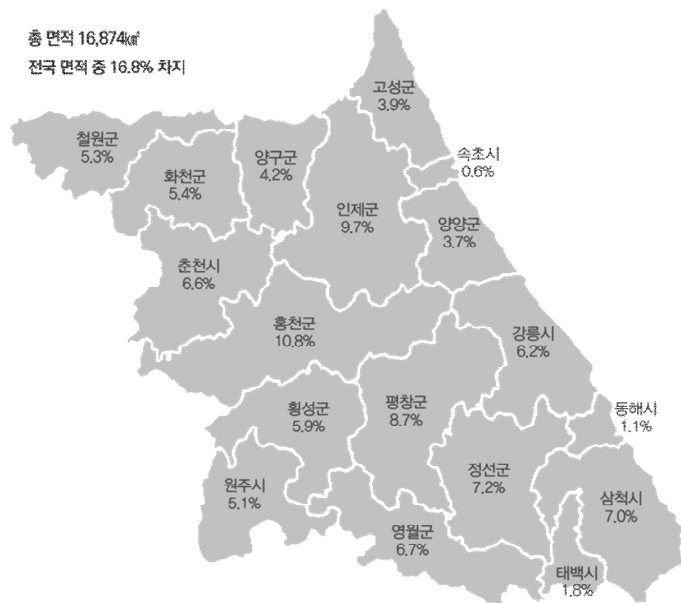 총 면적 16,874㎢
전국 면적 중 16.8% 차지
고성군
3.9%
철원군
5.3%
화천군
5.4%
양구군
4.2%
속초시
0.6%
인제군
9.7%
양양군
3.7%
춘천시
6.6%
홍천군
10.8%
강릉시
6.2%
횡성군
5.9%
평창군
8.7%
동해시
1.1%
원주시
5.1%
정선군
7.2%
삼척시
7.0%
영월군
6.7%
태백시
1.8%